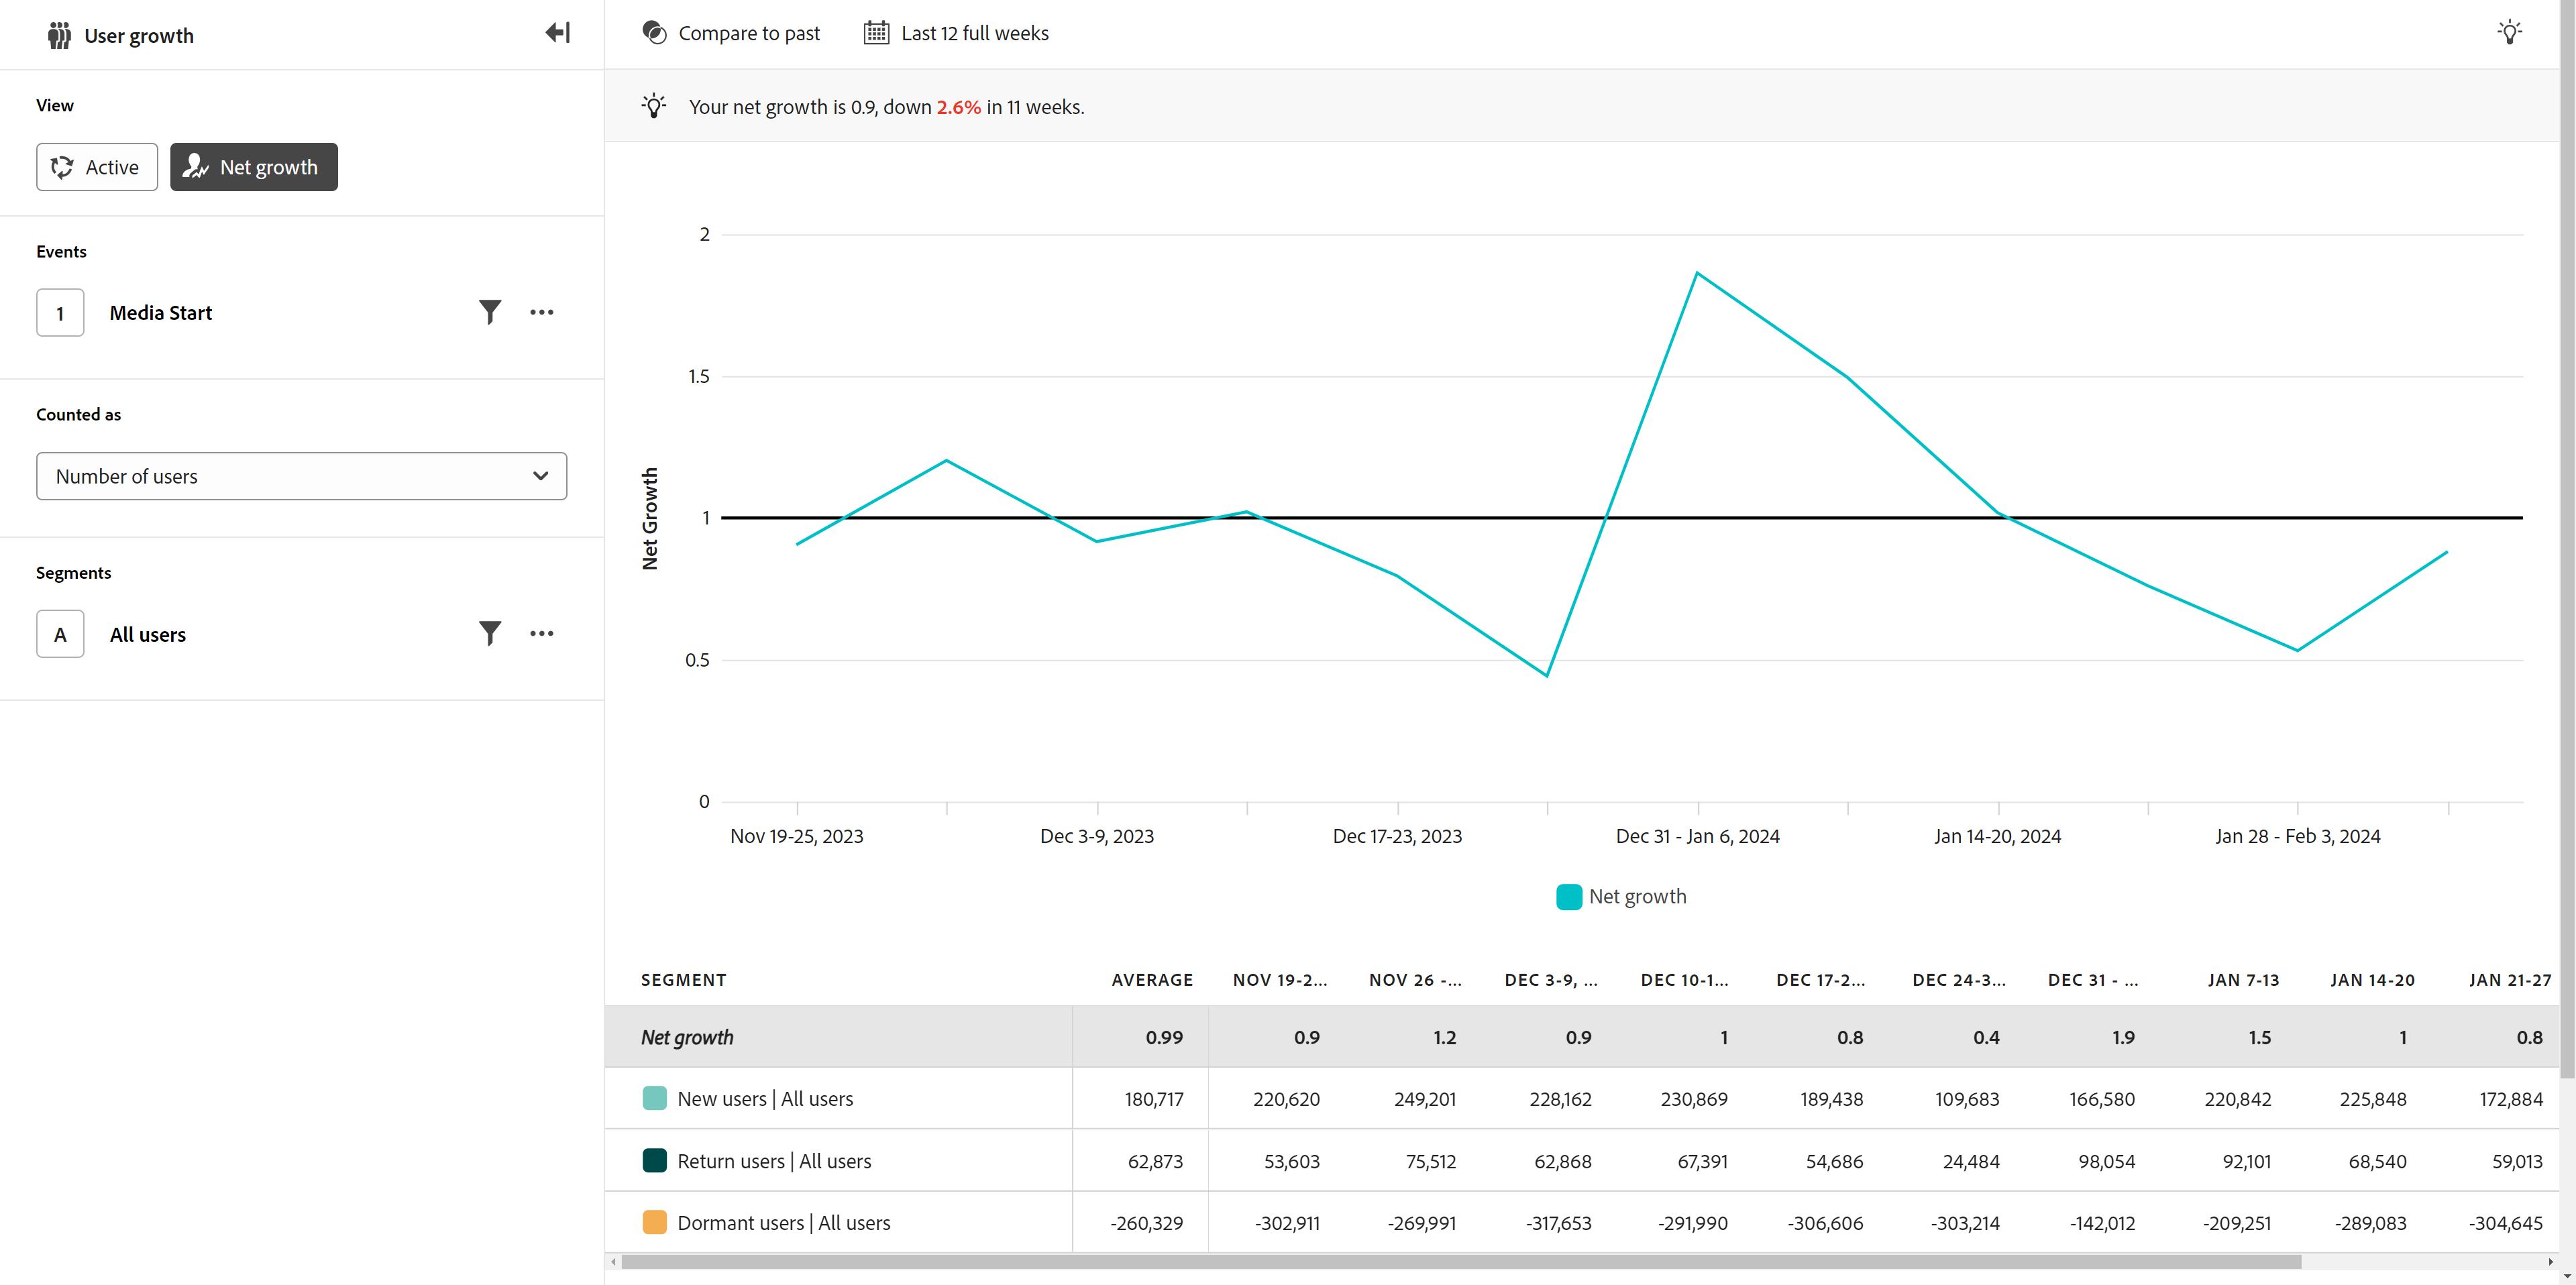 User growth
View
Active
Net growth
Events
1 Media Start
Counted as
Number of users
Segments
A All users
Compare to past Last 12 full weeks
Your net growth is 0.9, down 2.6% in 11 weeks.
Net Growth
2
1.5
1
0.5
0
Nov 19-25, 2023 Dec 3-9, 2023 Dec 17-23, 2023 Dec 31 - Jan 6, 2024 Jan 14-20, 2024 Jan 28 - Feb 3, 2024
Net growth
SEGMENT AVERAGE NOV 19-2... NOV 26 -... DEC 3-9, ... DEC 10-1... DEC 17-2... DEC 24-3... DEC 31 - ... JAN 7-13 JAN 14-20 JAN 21-27
Net growth 0.99 0.9 1.2 0.9 1 0.8 0.4 1.9 1.5 1 0.8
New users | All users 180,717 220,620 249,201 228,162 230,869 189,438 109,683 166,580 220,842 225,848 172,884
Return users | All users 62,873 53,603 75,512 62,868 67,391 54,686 24,484 98,054 92,101 68,540 59,013
Dormant users | All users -260,329 -302,911 -269,991 -317,653 -291,990 -306,606 -303,214 -142,012 -209,251 -289,083 -304,645